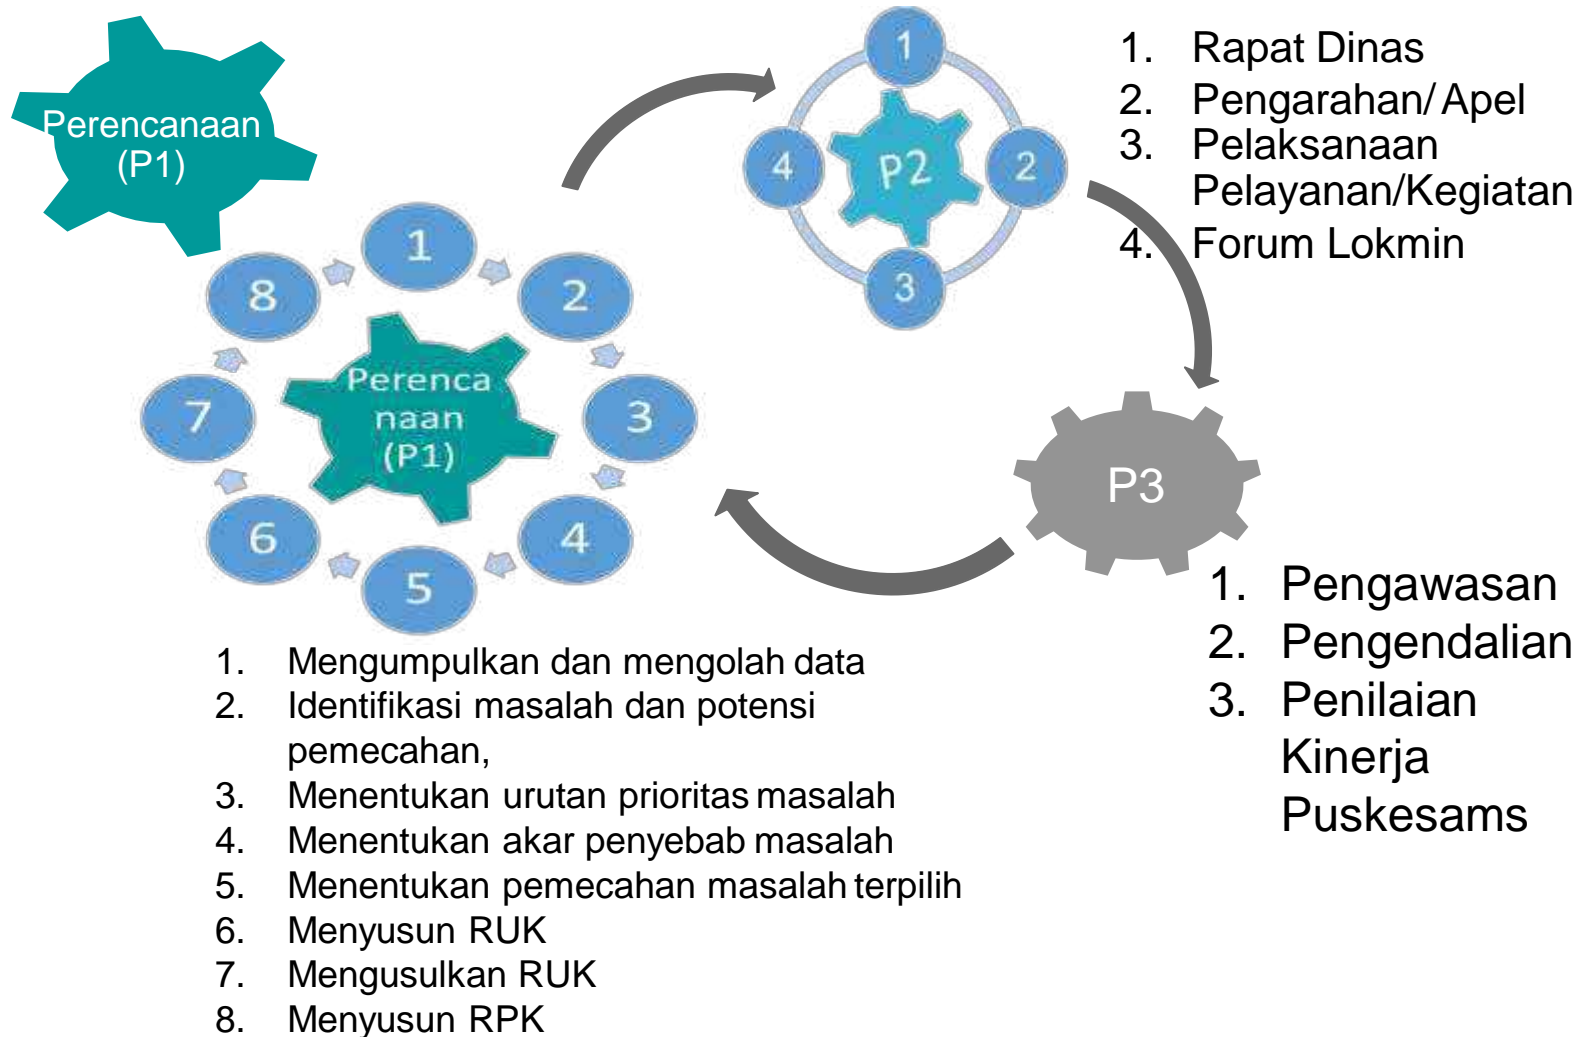 Perencanaan
(P1)
1
2
3
4
P2
1. Rapat Dinas
2. Pengarahan/ Apel
3. Pelaksanaan
Pelayanan/Kegiatan
4. Forum Lokmin
1
2
3
4
5
6
7
8
Perenca
naan
(P1)
P3
1. Pengawasan
2. Pengendalian
3. Penilaian
Kinerja
Puskesams
1. Mengumpulkan dan mengolah data
2. Identifikasi masalah dan potensi
pemecahan,
3. Menentukan urutan prioritas masalah
4. Menentukan akar penyebab masalah
5. Menentukan pemecahan masalah terpilih
6. Menyusun RUK
7. Mengusulkan RUK
8. Menyusun RPK